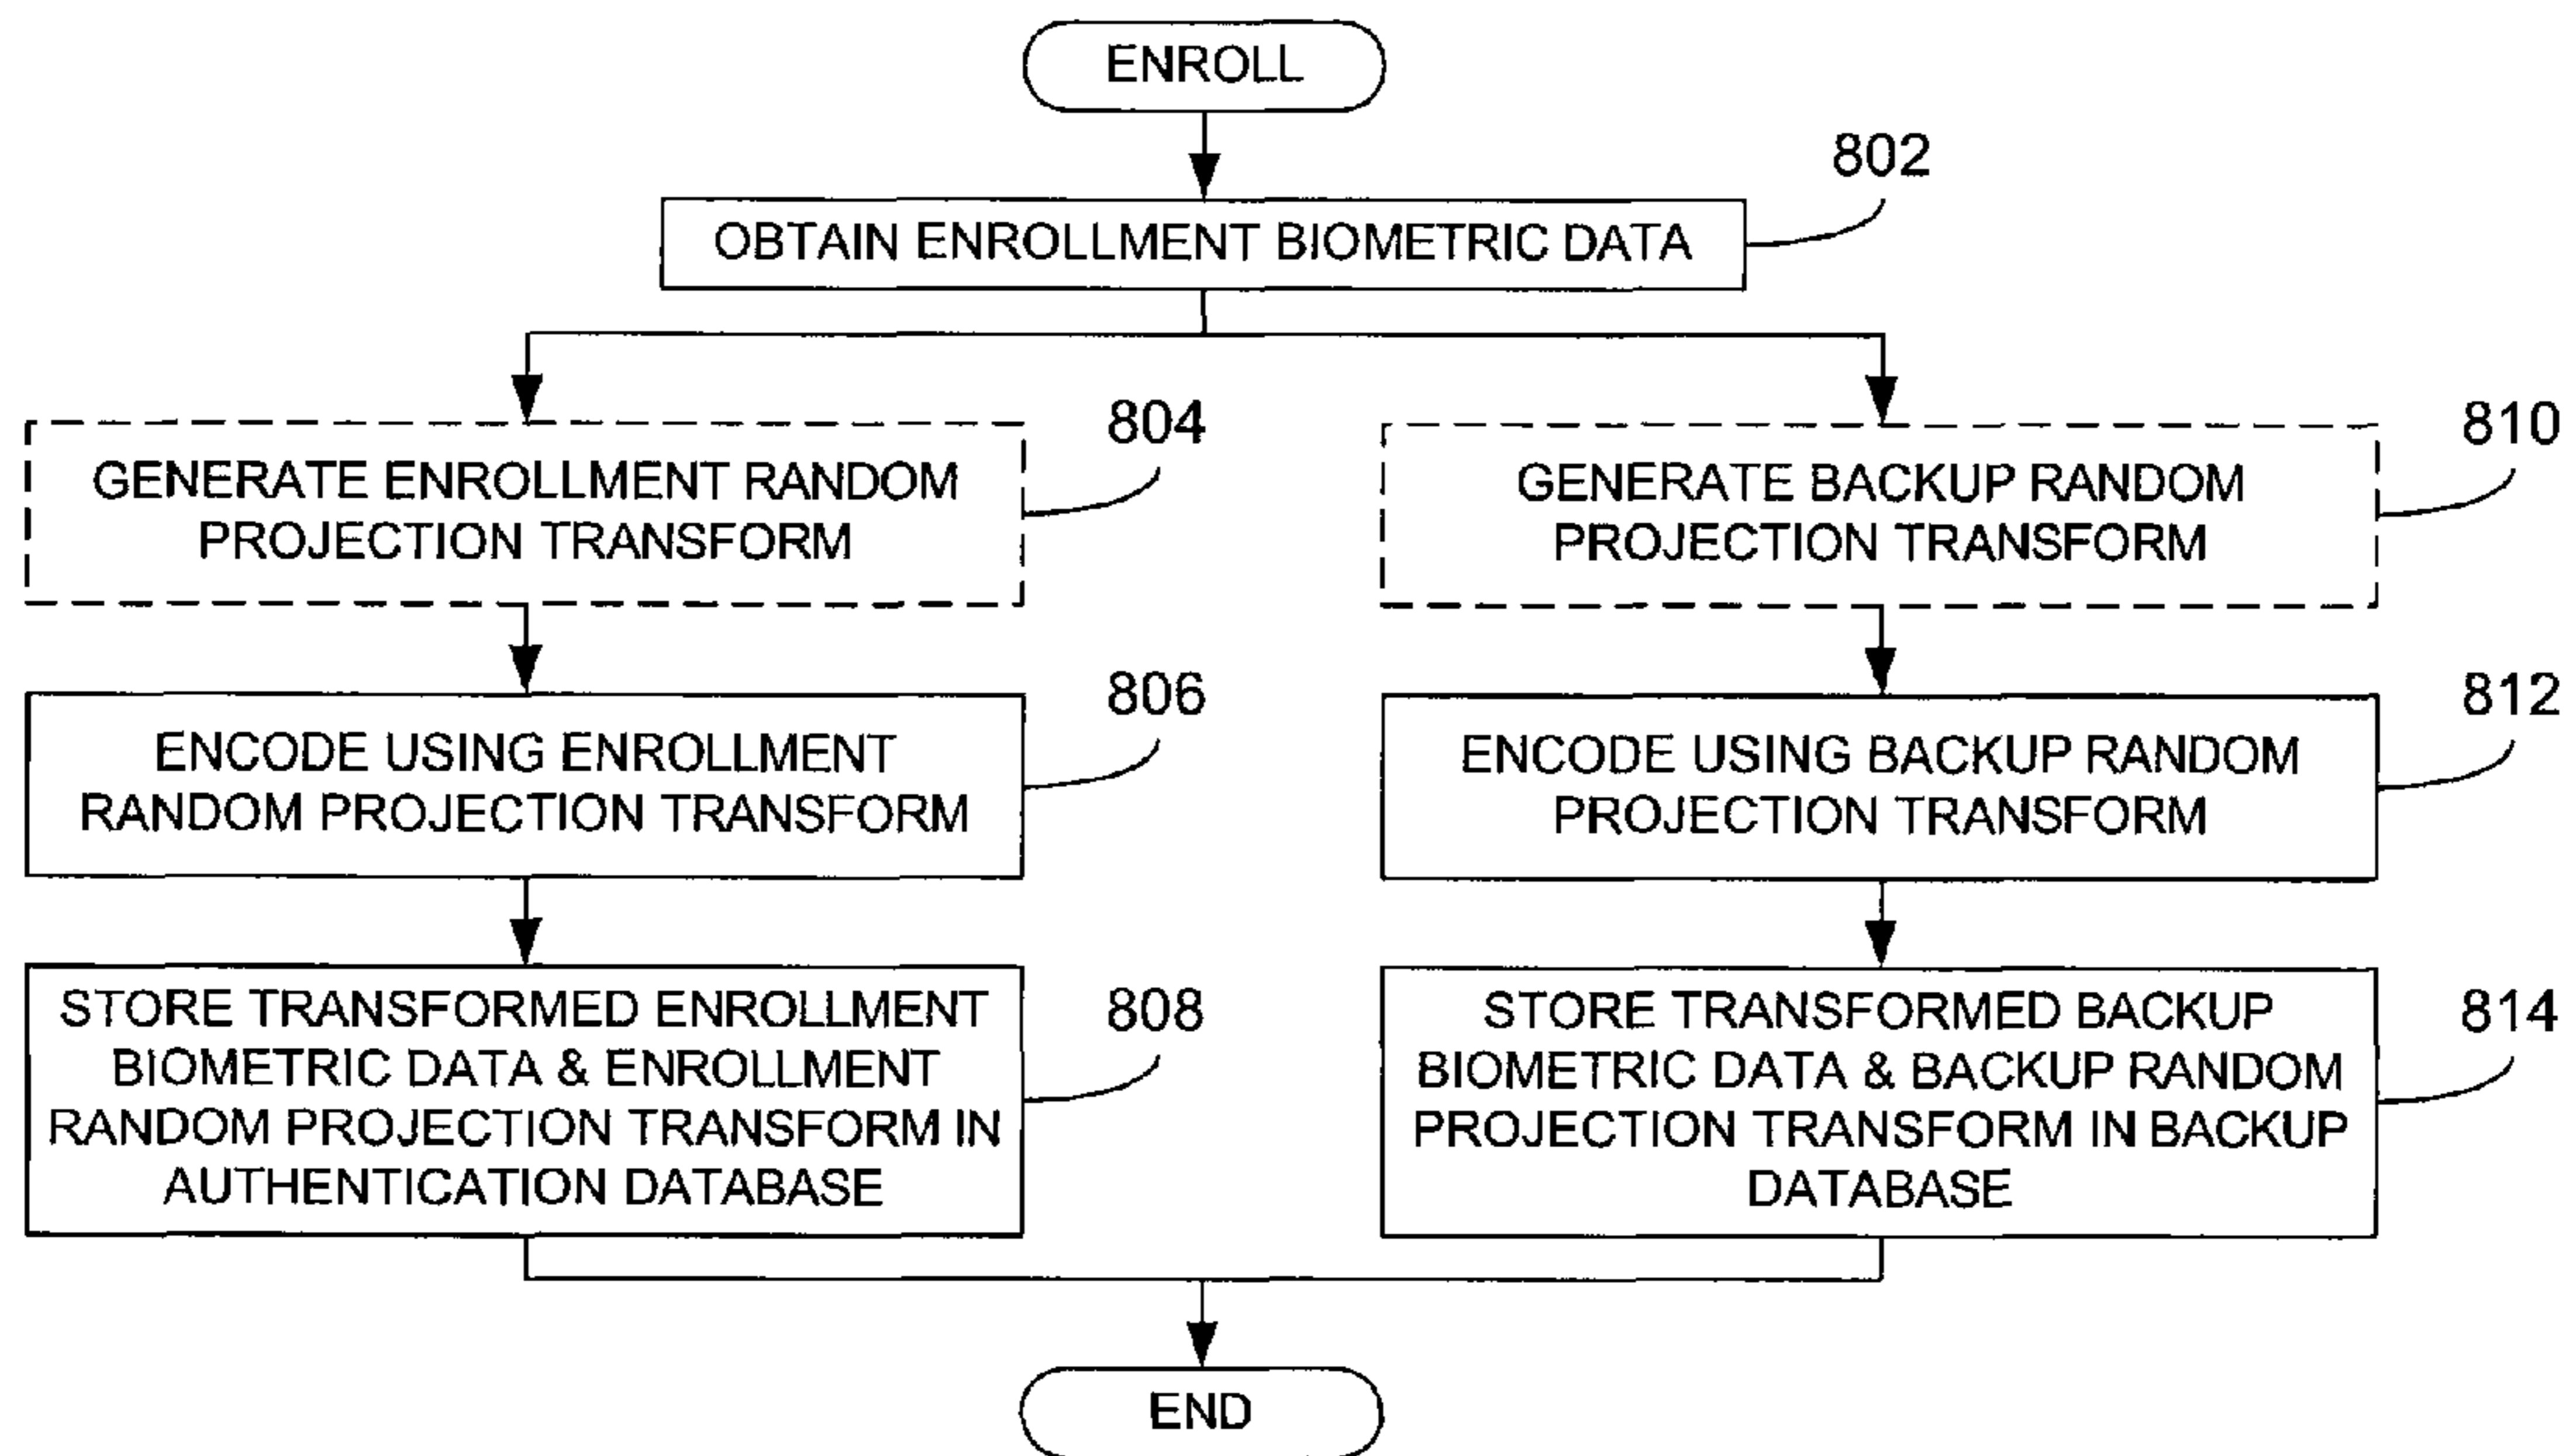 ENROLL
802
OBTAIN ENROLLMENT BIOMETRIC DATA
804
GENERATE ENROLLMENT RANDOM
PROJECTION TRANSFORM
806
ENCODE USING ENROLLMENT
RANDOM PROJECTION TRANSFORM
808
STORE TRANSFORMED ENROLLMENT
BIOMETRIC DATA & ENROLLMENT
RANDOM PROJECTION TRANSFORM IN
AUTHENTICATION DATABASE
810
GENERATE BACKUP RANDOM
PROJECTION TRANSFORM
812
ENCODE USING BACKUP RANDOM
PROJECTION TRANSFORM
814
STORE TRANSFORMED BACKUP
BIOMETRIC DATA & BACKUP RANDOM
PROJECTION TRANSFORM IN BACKUP
DATABASE
END